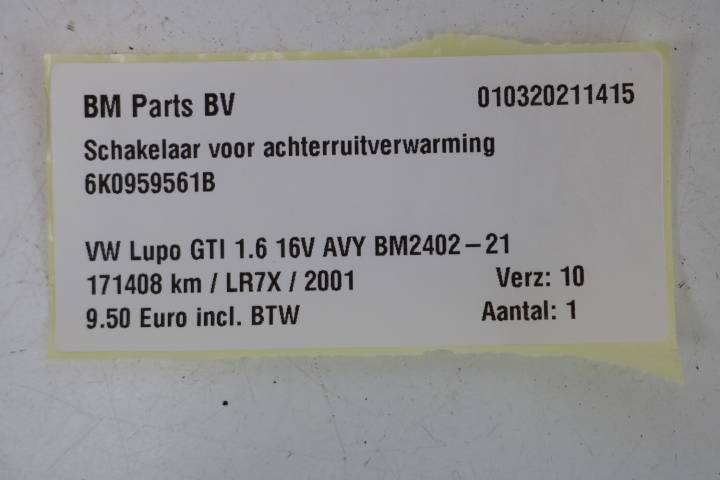 BM Parts BV 010320211415
Schakelaar voor achterruitverwarming
6K0959561B
VW Lupo GTI 1.6 16V AVY BM2402-21
171408 km / LR7X / 2001 Verz: 10
9.50 Euro incl. BTW Aantal: 1